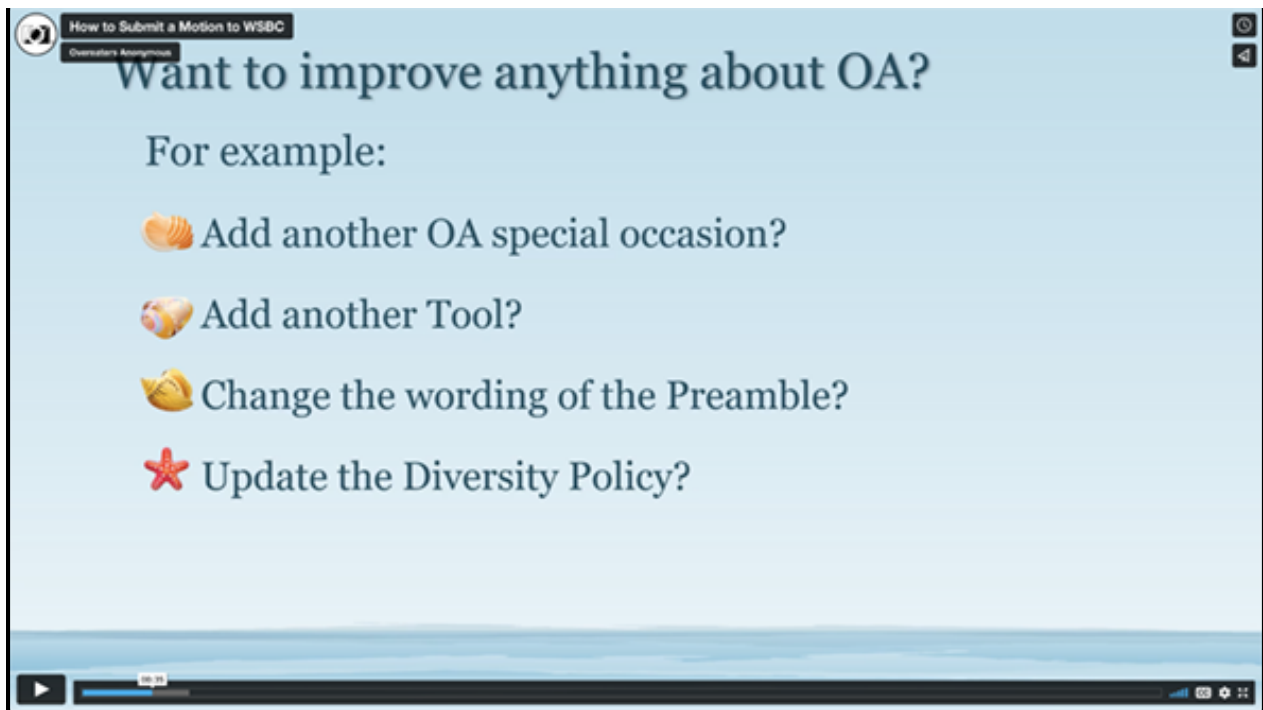 How to Submit a Motion to WSBC
Overeaters Anonymous
Want to improve anything about OA?
For example:
Add another OA special occasion?
Add another Tool?
Change the wording of the Preamble?
Update the Diversity Policy?
CC